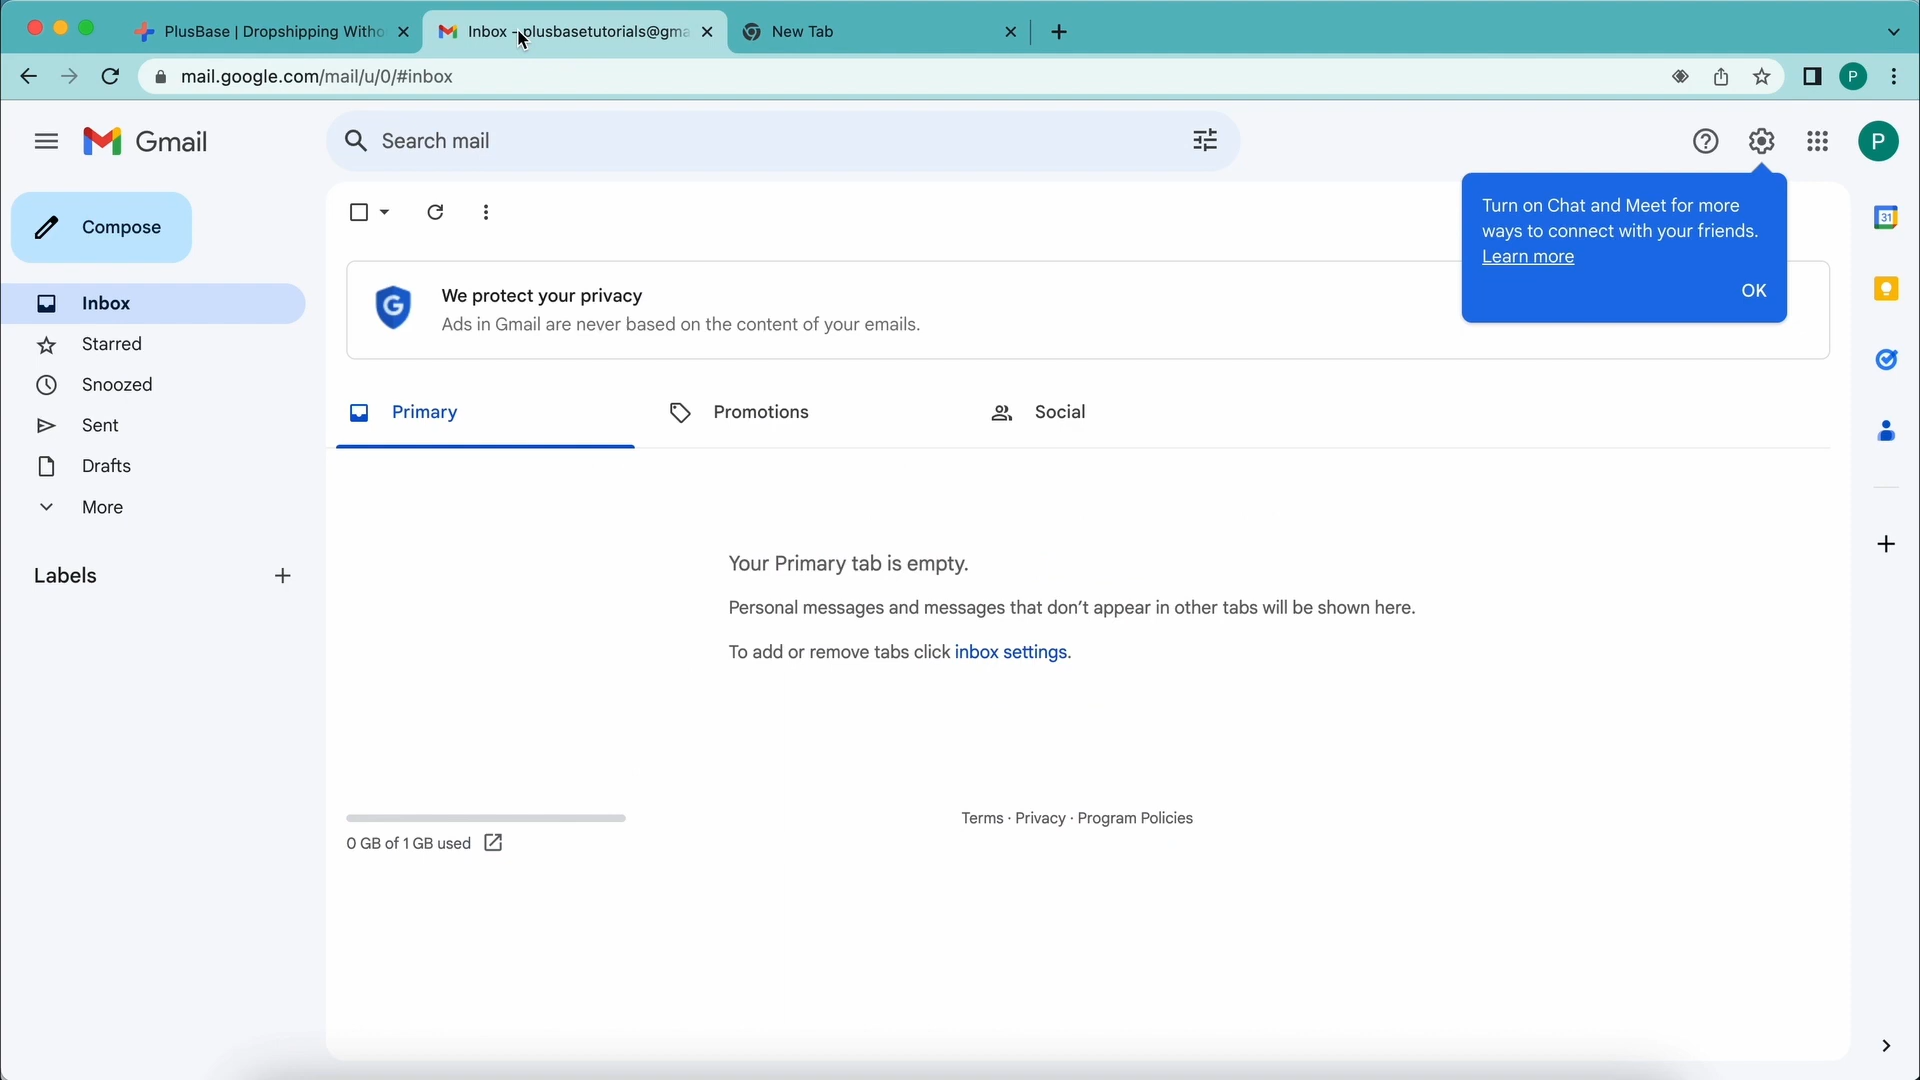 PlusBase | Dropshipping Witho
Inbox - plusbasetutorials@gma
New Tab
mail.google.com/mail/u/0/#inbox
P
Gmail
Search mail
P
Compose
Turn on Chat and Meet for more
ways to connect with your friends.
Learn more
OK
31
G
We protect your privacy
Ads in Gmail are never based on the content of your emails.
Inbox
Starred
Snoozed
Sent
Drafts
More
Labels
Primary
Promotions
Social
Your Primary tab is empty.
Personal messages and messages that don’t appear in other tabs will be shown here.
To add or remove tabs click inbox settings.
Terms · Privacy · Program Policies
0 GB of 1 GB used